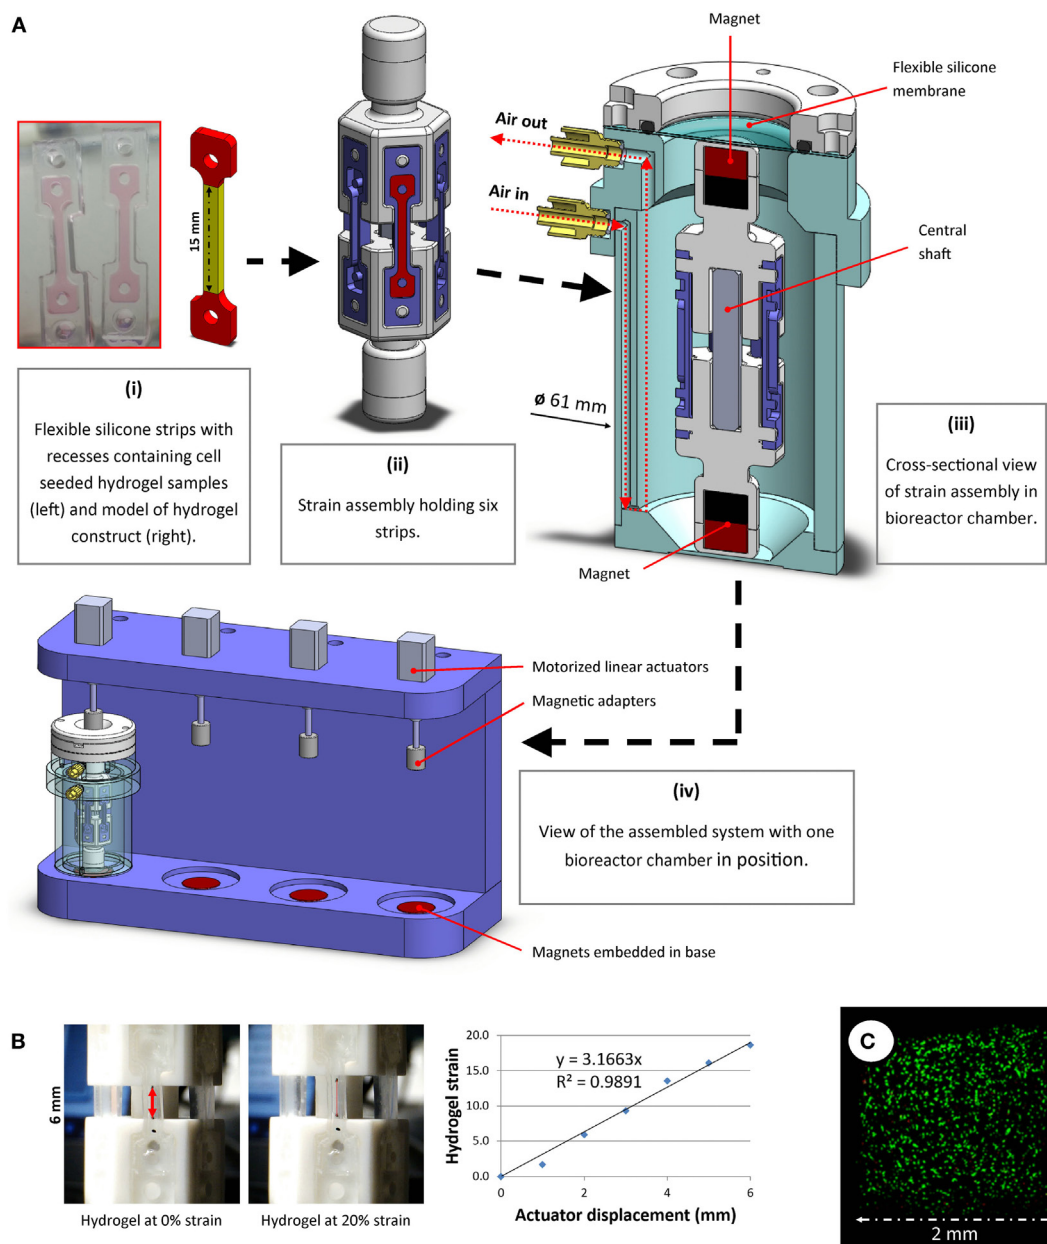 A
Magnet
Flexible silicone
membrane
Air out
Air in
15 mm
Central
shaft
ø 61 mm
(i)
Flexible silicone strips with
recesses containing cell
seeded hydrogel samples
(left) and model of hydrogel
construct (right).
(ii)
Strain assembly holding six
strips.
(iii)
Cross-sectional view
of strain assembly in
bioreactor chamber.
Magnet
Motorized linear actuators
Magnetic adapters
(iv)
View of the assembled system with one
bioreactor chamber in position.
Magnets embedded in base
B
6 mm
Hydrogel at 0% strain
Hydrogel at 20% strain
Hydrogel strain
20.0
15.0
10.0
5.0
0.0
y = 3.1663x
R² = 0.9891
0 2 4 6
Actuator displacement (mm)
C
2 mm